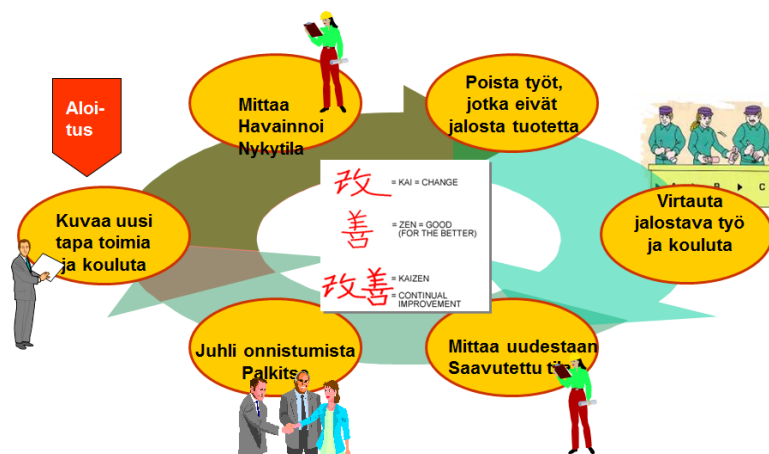 Aloi-
tus
Mittaa
Havainnoi
Nykytila
Poista työt,
jotka eivät
jalosta tuotetta
Virtauta
jalostava työ
ja kouluta
Mittaa uudestaan
Saavutettu
Juhli onnistumista
Palkits
Kuvaa uusi
tapa toimia
ja kouluta
改 = KAI = CHANGE
善 = ZEN = GOOD
(FOR THE BETTER)
改善 = KAIZEN
= CONTINUAL
IMPROVEMENT